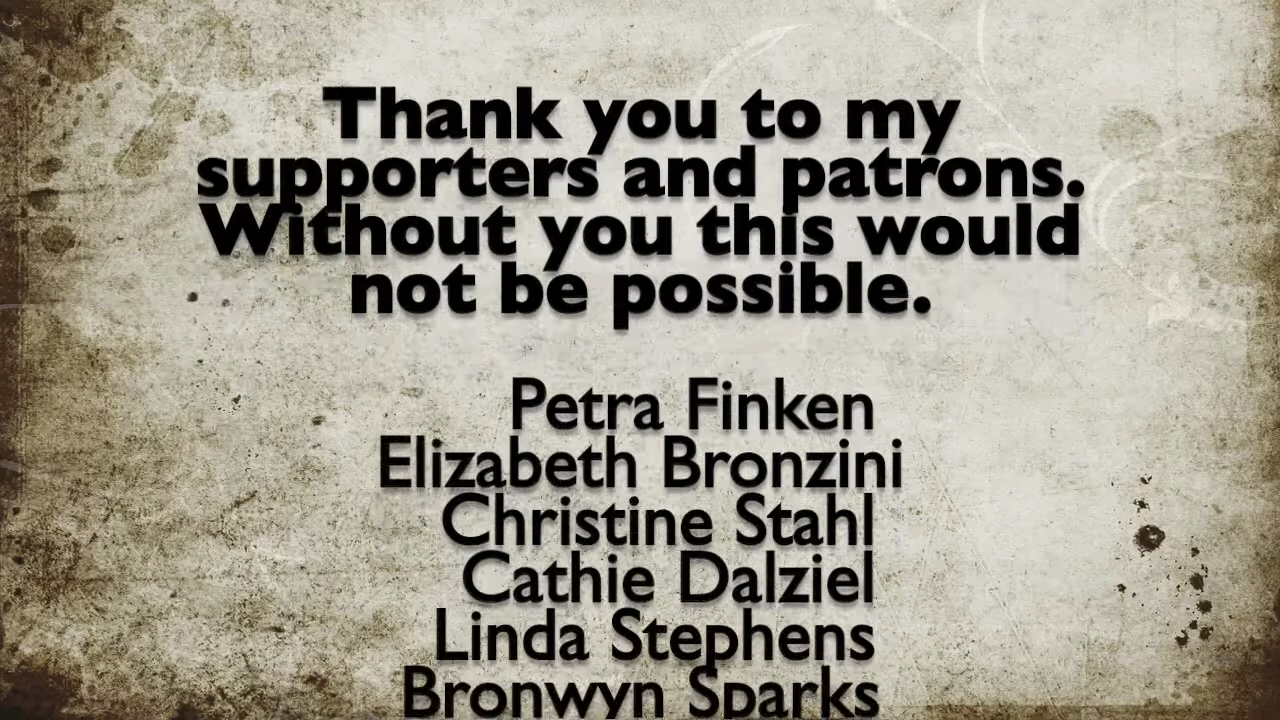 Thank you to my
supporters and patrons.
Without you this would
not be possible.
Petra Finken
Elizabeth Bronzini
Christine Stahl
Cathie Dalziel
Linda Stephens
Bronwyn Sparks